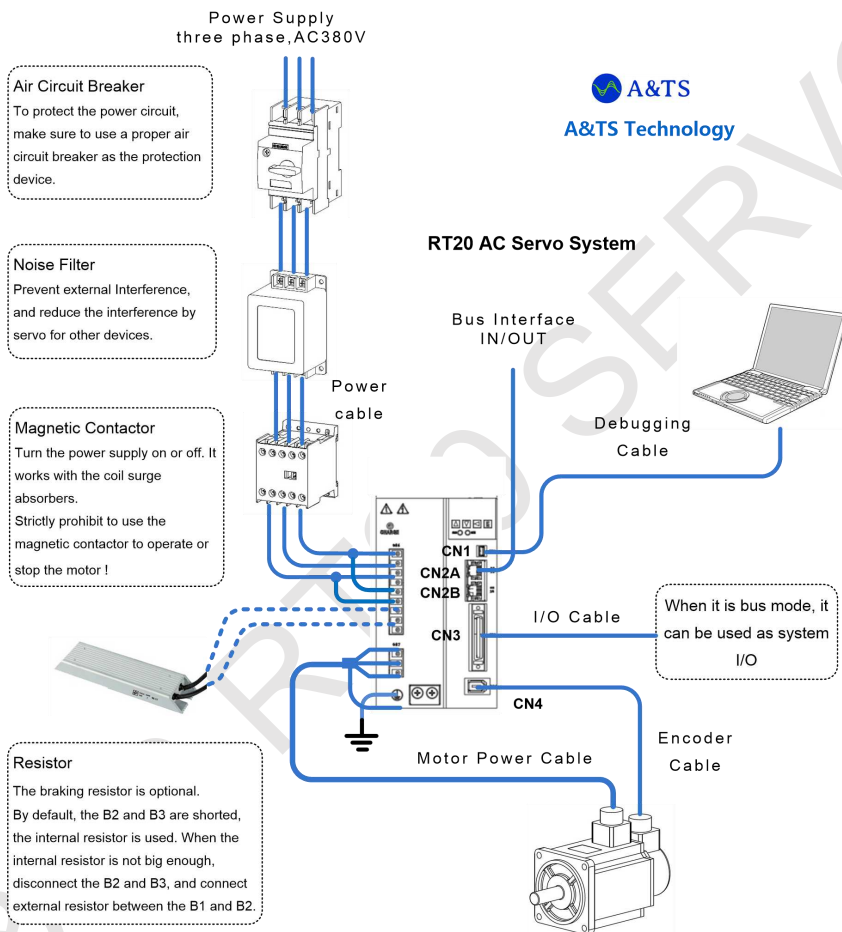 Power Supply
three phase,AC380V
Air Circuit Breaker
To protect the power circuit,
make sure to use a proper air
circuit breaker as the protection
device.
A&TS
A&TS Technology
RT20 AC Servo System
Noise Filter
Prevent external Interference,
and reduce the interference by
servo for other devices.
Bus Interface
IN/OUT
Power
cable
Magnetic Contactor
Turn the power supply on or off. It
works with the coil surge
absorbers.
Strictly prohibit to use the
magnetic contactor to operate or
stop the motor !
Debugging
Cable
CHARGE
CN1
CN2A
CN2B
CN3
I/O Cable
When it is bus mode, it
can be used as system
I/O
CN4
Encoder
Cable
Motor Power Cable
Resistor
The braking resistor is optional.
By default, the B2 and B3 are shorted,
the internal resistor is used. When the
internal resistor is not big enough,
disconnect the B2 and B3, and connect
external resistor between the B1 and B2.